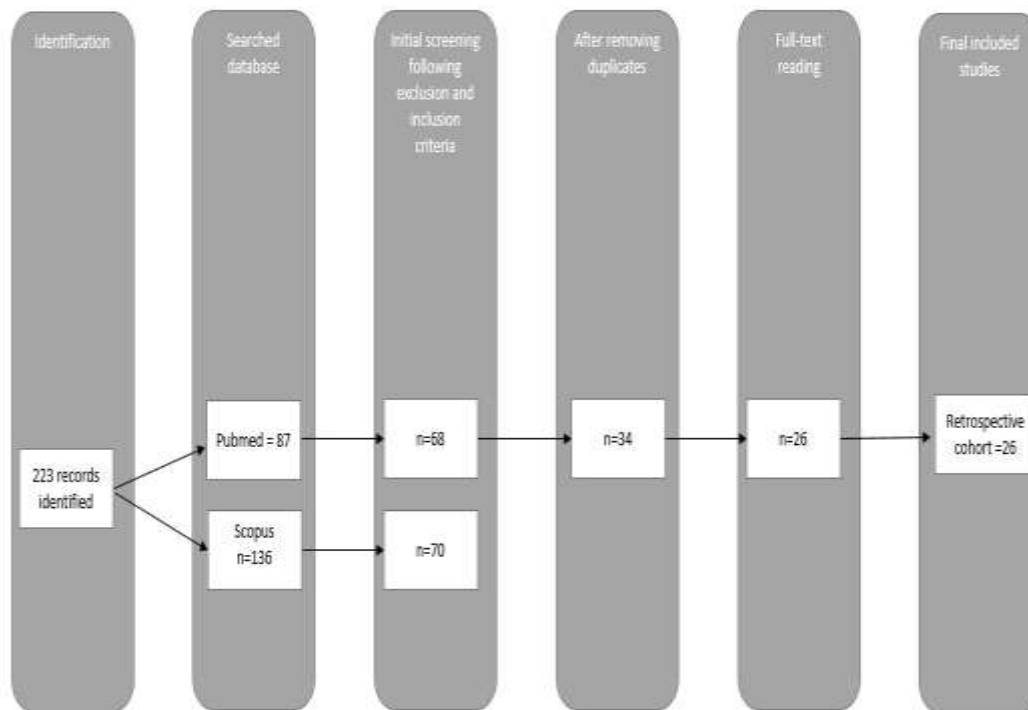 Identification
Searched
database
Initial screening
following
exclusion and
inclusion
criteria
After removing
duplicates
Full-text
reading
Final included
studies
223 records
identified
Pubmed = 87
Scopus
n=136
n=68
n=70
n=34
n=26
Retrospective
cohort =26